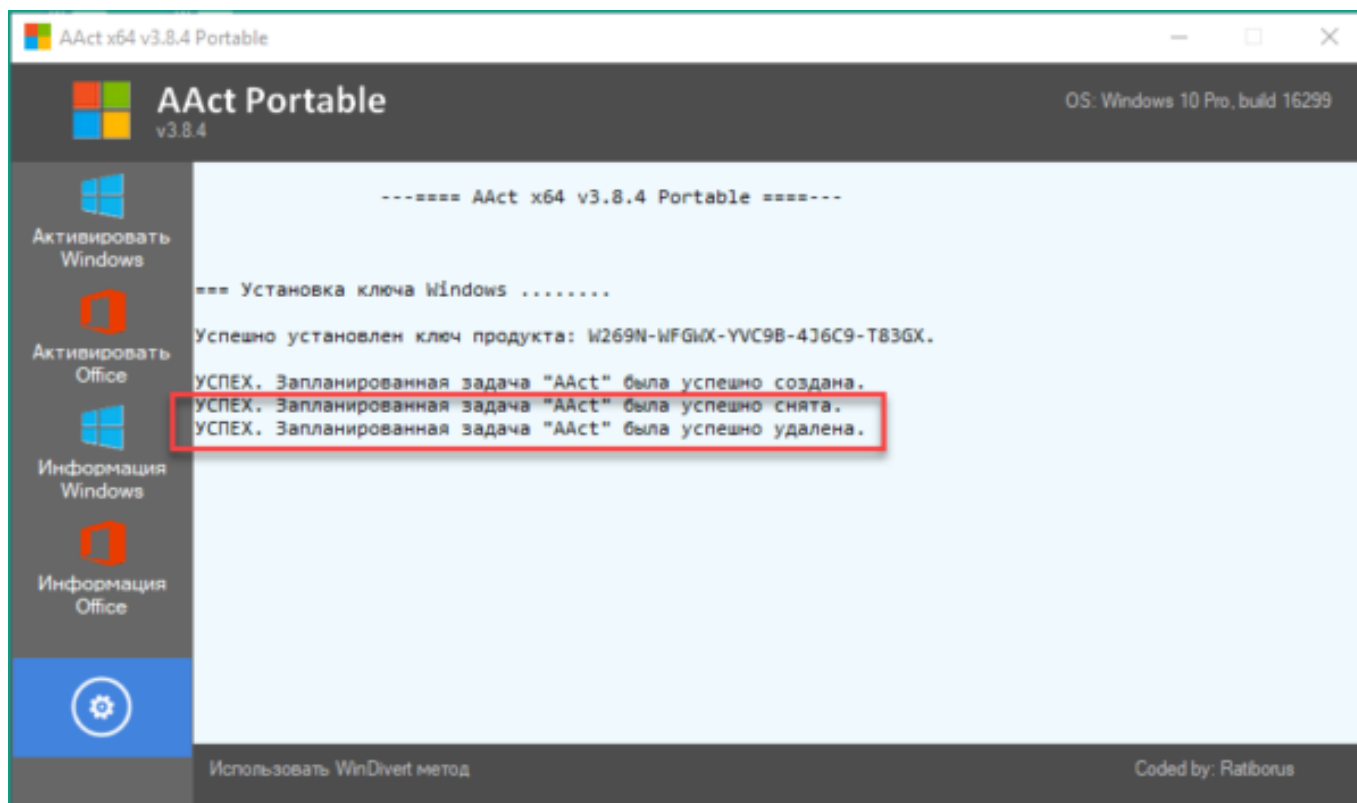 AAct x64 v3.8.4 Portable
AAct Portable
v3.8.4
OS: Windows 10 Pro, build 16299
---==== AAct x64 v3.8.4 Portable ====---
Активировать
Windows
=== Установка ключа Windows ........
Активировать
Office
Успешно установлен ключ продукта: W269N-WFGWX-YVC9B-4J6C9-T83GX.
УСПЕХ. Запланированная задача "AAct" была успешно создана.
УСПЕХ. Запланированная задача "AAct" была успешно снята.
УСПЕХ. Запланированная задача "AAct" была успешно удалена.
Информация
Windows
Информация
Office
Использовать WinDivert метод
Coded by: Ratiborus